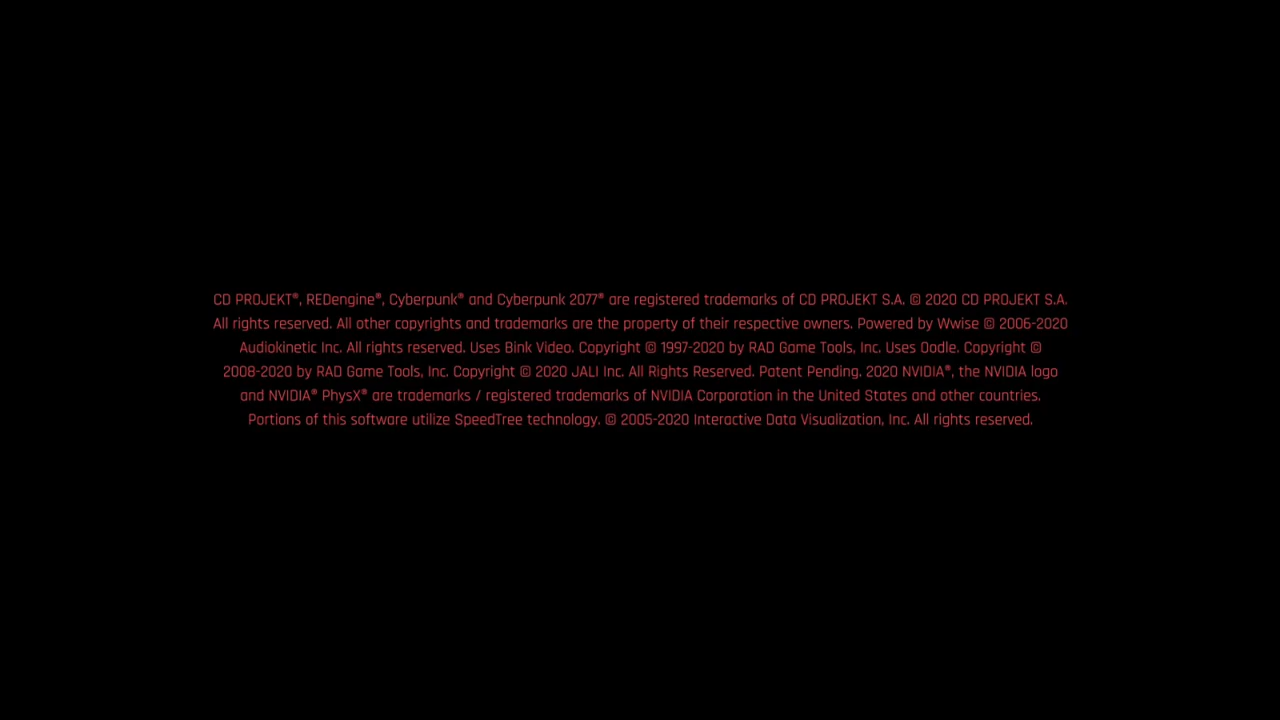 CD PROJEKT®, REDengine®, Cyberpunk® and Cyberpunk 2077® are registered trademarks of CD PROJEKT S.A. © 2020 CD PROJEKT S.A.
All rights reserved. All other copyrights and trademarks are the property of their respective owners. Powered by Wwise © 2006-2020
Audiokinetic Inc. All rights reserved. Uses Bink Video. Copyright © 1997-2020 by RAD Game Tools, Inc. Uses Oodle. Copyright ©
2008-2020 by RAD Game Tools, Inc. Copyright © 2020 JALI Inc. All Rights Reserved. Patent Pending. 2020 NVIDIA®, the NVIDIA logo
and NVIDIA® PhysX® are trademarks / registered trademarks of NVIDIA Corporation in the United States and other countries.
Portions of this software utilize SpeedTree technology. © 2005-2020 Interactive Data Visualization, Inc. All rights reserved.